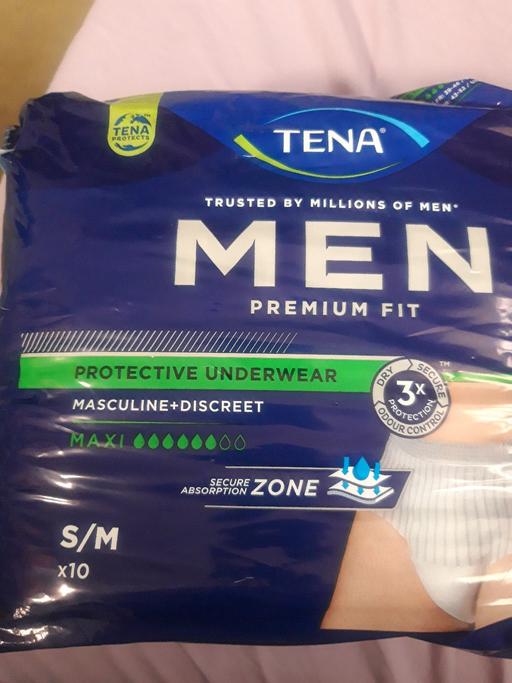 TENA
PROTECTS
TENA®
TRUSTED BY MILLIONS OF MEN*
MEN
PREMIUM FIT
PROTECTIVE UNDERWEAR
MASCULINE+DISCREET
MAXI
DRY
SECURE
ODOUR CONTROL
3X
PROTECTION
TM
SECURE
ABSORPTION ZONE
S/M
x10